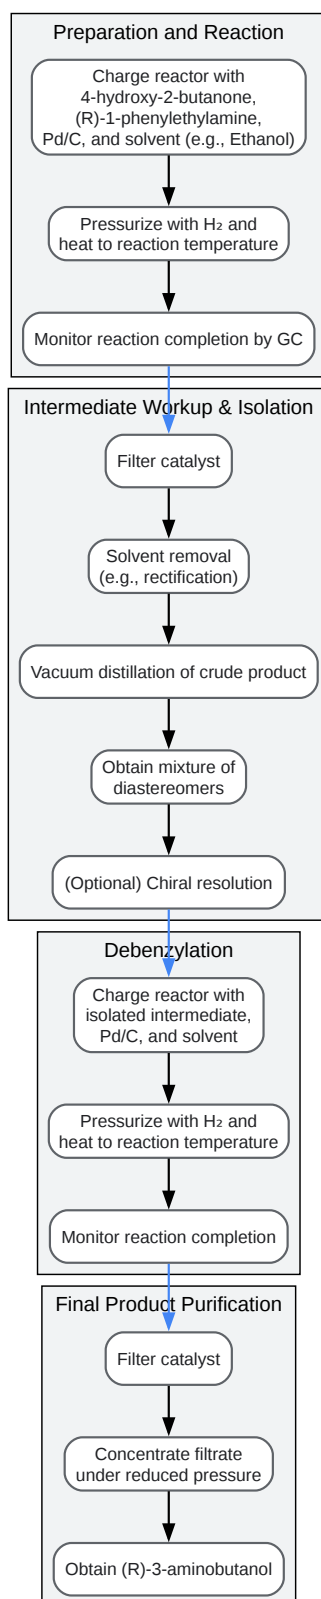 Preparation and Reaction
Charge reactor with
4-hydroxy-2-butanone,
(R)-1-phenylethylamine,
Pd/C, and solvent (e.g., Ethanol)
Pressurize with H₂ and
heat to reaction temperature
Monitor reaction completion by GC
Intermediate Workup & Isolation
Filter catalyst
Solvent removal
(e.g., rectification)
Vacuum distillation of crude product
Obtain mixture of
diastereomers
(Optional) Chiral resolution
Debenzylation
Charge reactor with
isolated intermediate,
Pd/C, and solvent
Pressurize with H₂ and
heat to reaction temperature
Monitor reaction completion
Final Product Purification
Filter catalyst
Concentrate filtrate
under reduced pressure
Obtain (R)-3-aminobutanol